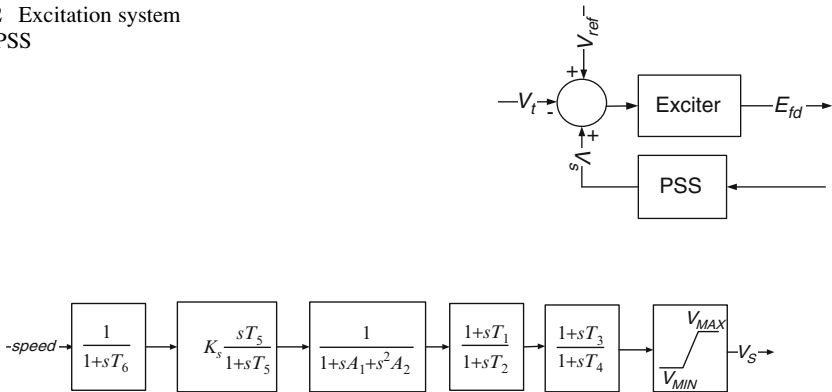 2 Excitation system
PSS
V_ref
+
V_t
-
+
V_s
Exciter
E_fd
PSS
-speed
1
1+sT_6
K_s sT_5
1+sT_5
1
1+sA_1+s^2A_2
1+sT_1
1+sT_2
1+sT_3
1+sT_4
V_MAX
V_MIN
V_S